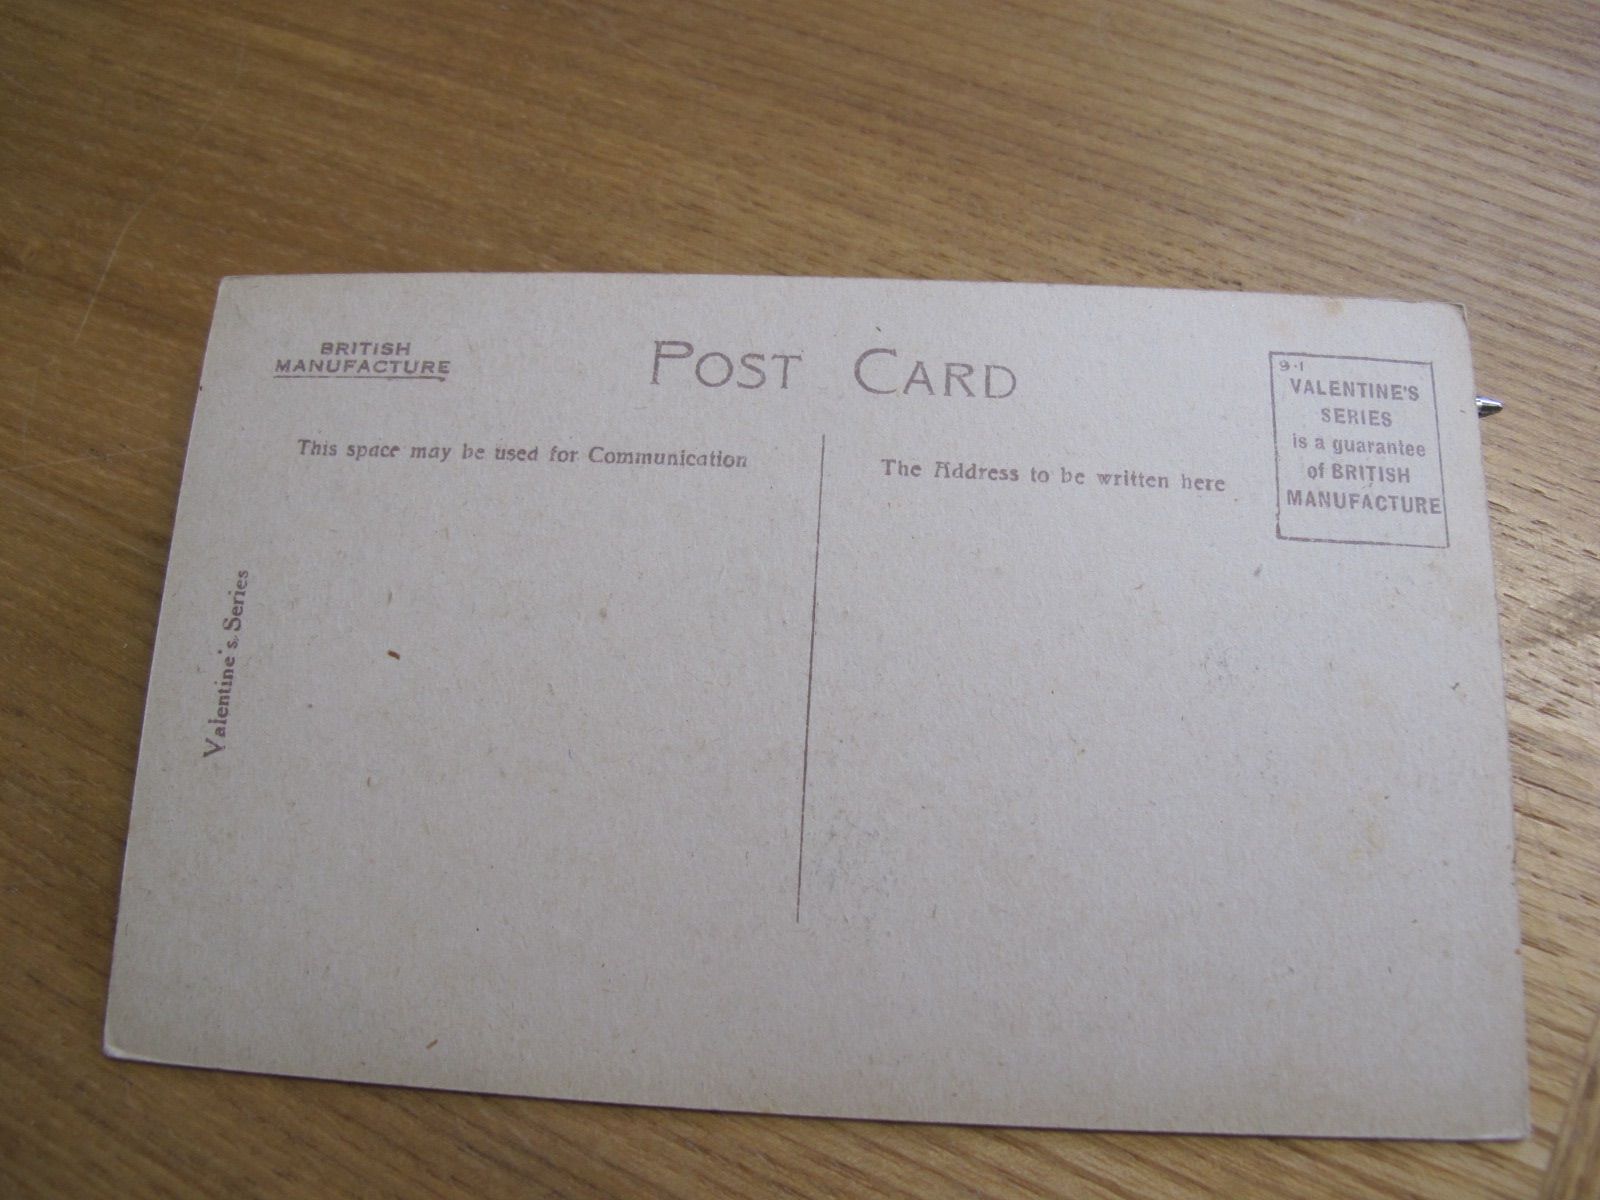 BRITISH
MANUFACTURE
POST CARD
This space may be used for Communication
The Address to be written here
9·1
VALENTINE'S
SERIES
is a guarantee
of BRITISH
MANUFACTURE
Valentine's Series